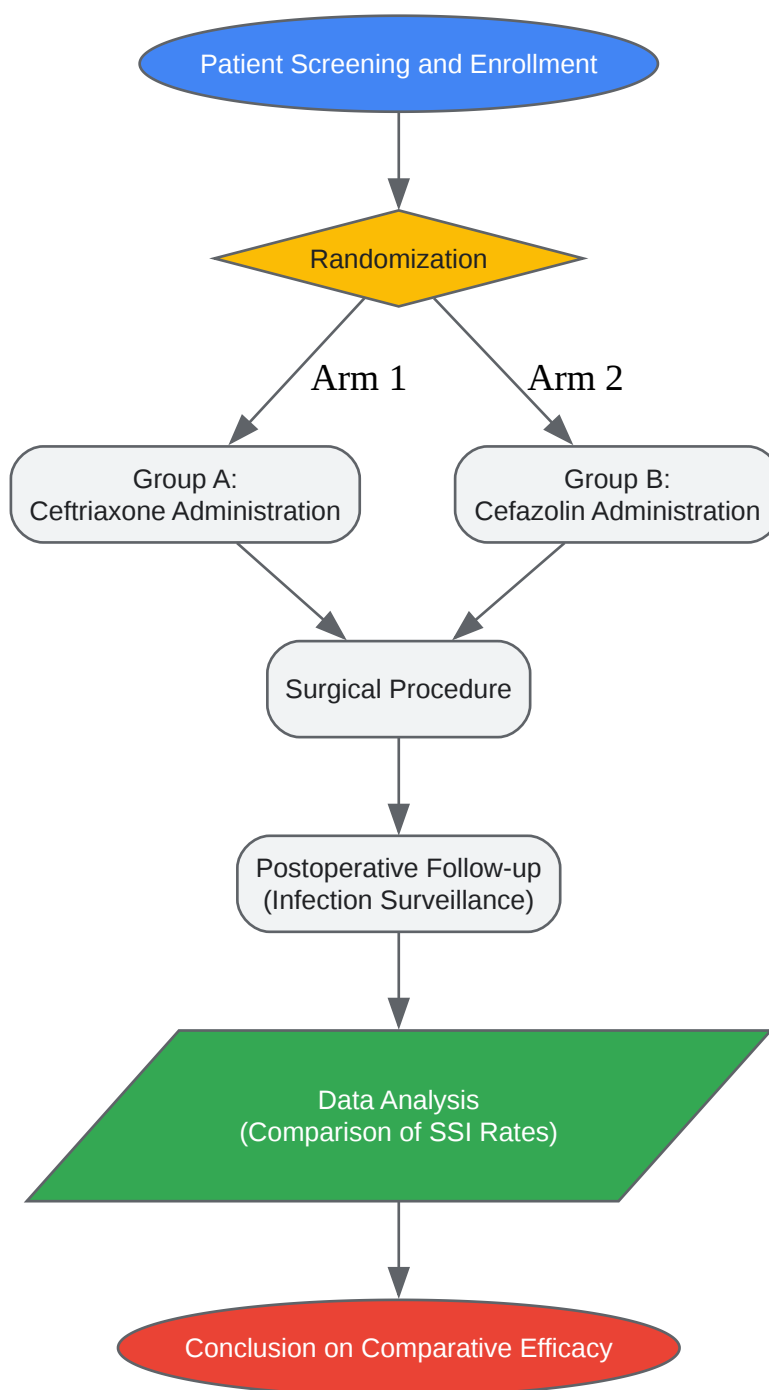 Patient Screening and Enrollment
Randomization
Arm 1
Arm 2
Group A:
Ceftriaxone Administration
Group B:
Cefazolin Administration
Surgical Procedure
Postoperative Follow-up
(Infection Surveillance)
Data Analysis
(Comparison of SSI Rates)
Conclusion on Comparative Efficacy